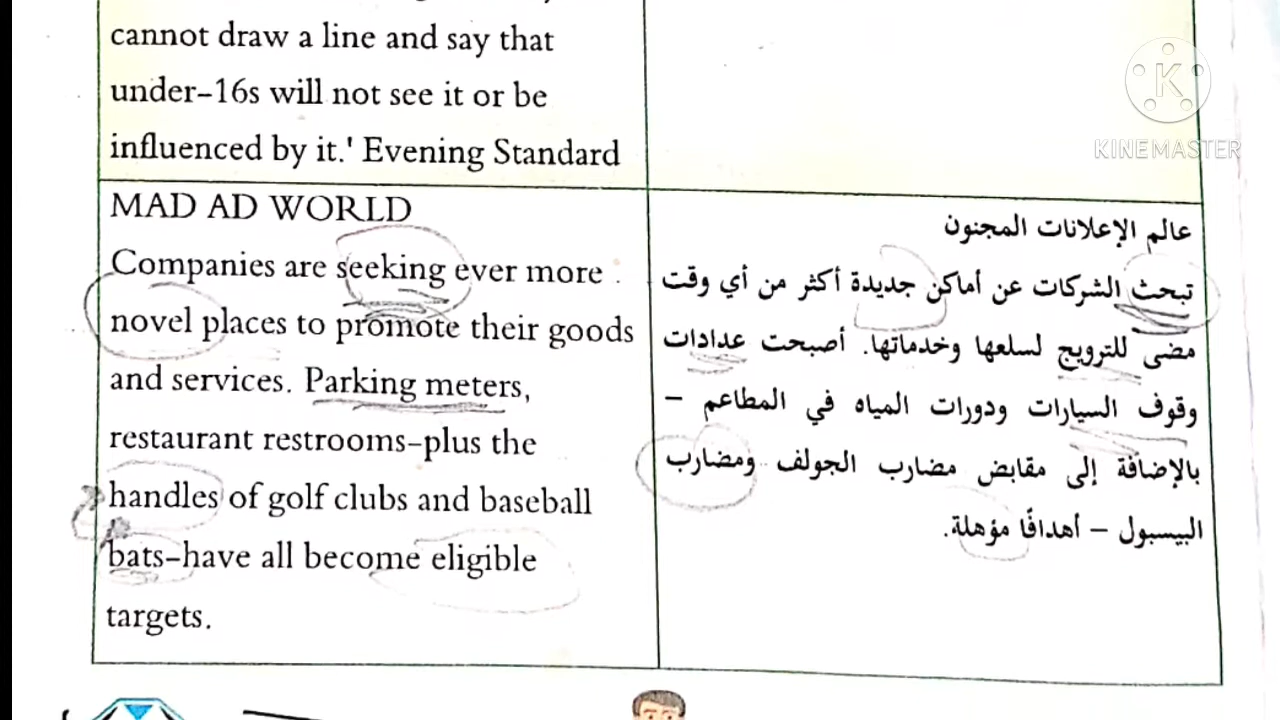 cannot draw a line and say that
under-16s will not see it or be
influenced by it.' Evening Standard
MAD AD WORLD
Companies are seeking ever more
novel places to promote their goods
and services. Parking meters,
restaurant restrooms-plus the
handles of golf clubs and baseball
bats-have all become eligible
targets.
عالم الإعلانات المجنون
تبحث الشركات عن أماكن جديدة أكثر من أي وقت
مضى للترويج لسلعها وخدماتها. أصبحت عدادات
وقوف السيارات ودورات المياه في المطاعم –
بالإضافة إلى مقابض مضارب الجولف ومضارب
البيسبول – أهدافًا مؤهلة.
K
KINEMASTER